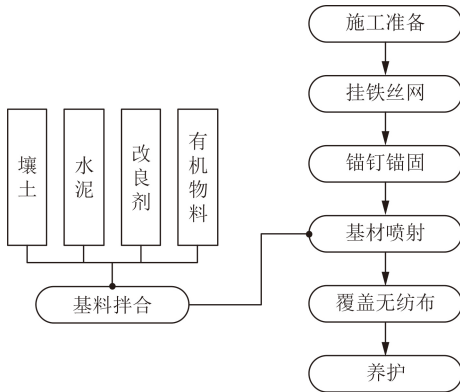 施工准备
挂铁丝网
锚钉锚固
基材喷射
覆盖无纺布
养护
壤土
水泥
改良剂
有机物料
基料拌合